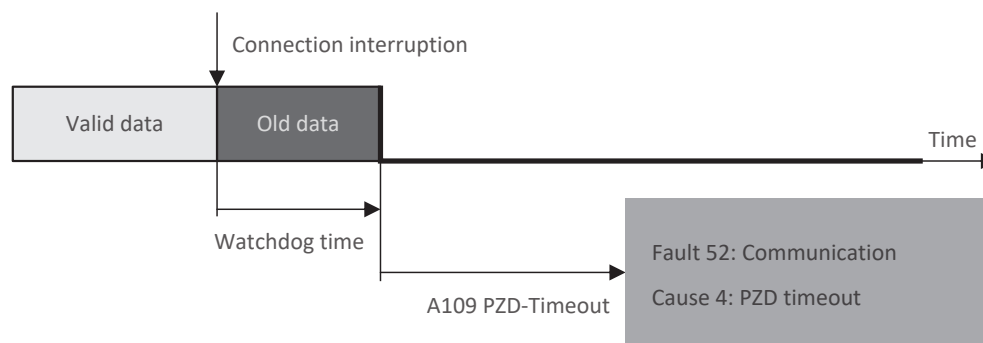 Connection interruption
Valid data
Old data
Time
Watchdog time
A109 PZD-Timeout
Fault 52: Communication
Cause 4: PZD timeout